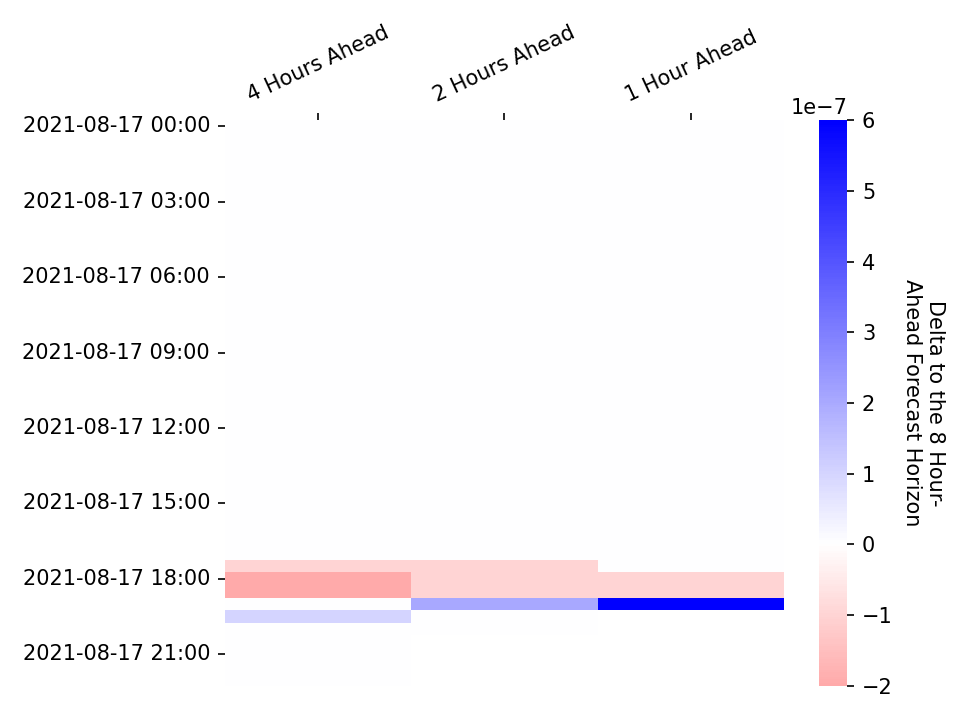 4 Hours Ahead
2 Hours Ahead
1 Hour Ahead
2021-08-17 00:00
2021-08-17 03:00
2021-08-17 06:00
2021-08-17 09:00
2021-08-17 12:00
2021-08-17 15:00
2021-08-17 18:00
2021-08-17 21:00
1e−7
6
5
4
3
2
1
0
−1
−2
Delta to the 8 Hour-
Ahead Forecast Horizon